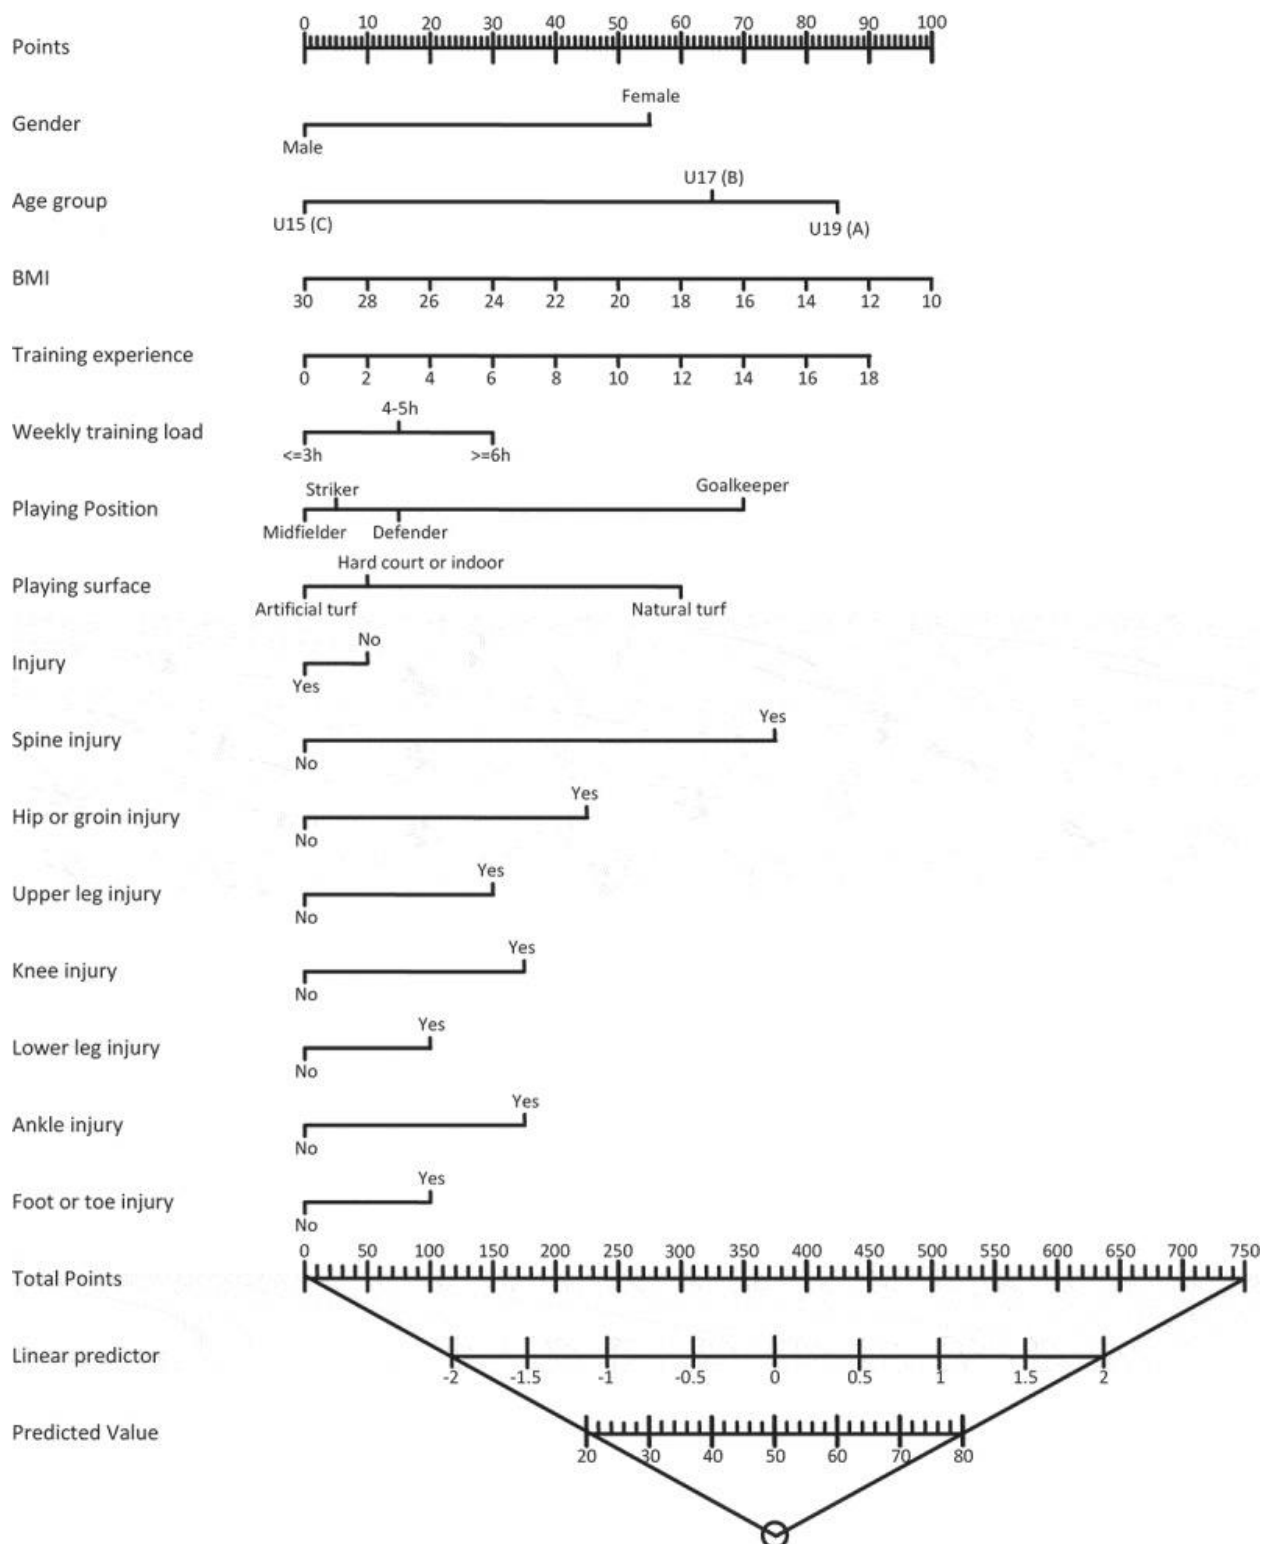 0 10 20 30 40 50 60 70 80 90 100
Points
Female
Gender
Male
U17 (B)
Age group
U15 (C) U19 (A)
BMI
30 28 26 24 22 20 18 16 14 12 10
Training experience
0 2 4 6 8 10 12 14 16 18
4-5h
Weekly training load
<=3h >=6h
Striker Goalkeeper
Playing Position
Midfielder Defender
Hard court or indoor
Playing surface
Artificial turf Natural turf
No
Injury
Yes
Yes
Spine injury
No
Yes
Hip or groin injury
No
Yes
Upper leg injury
No
Yes
Knee injury
No
Yes
Lower leg injury
No
Yes
Ankle injury
No
Yes
Foot or toe injury
No
0 50 100 150 200 250 300 350 400 450 500 550 600 650 700 750
Total Points
Linear predictor
-2 -1.5 -1 -0.5 0 0.5 1 1.5 2
Predicted Value
20 30 40 50 60 70 80